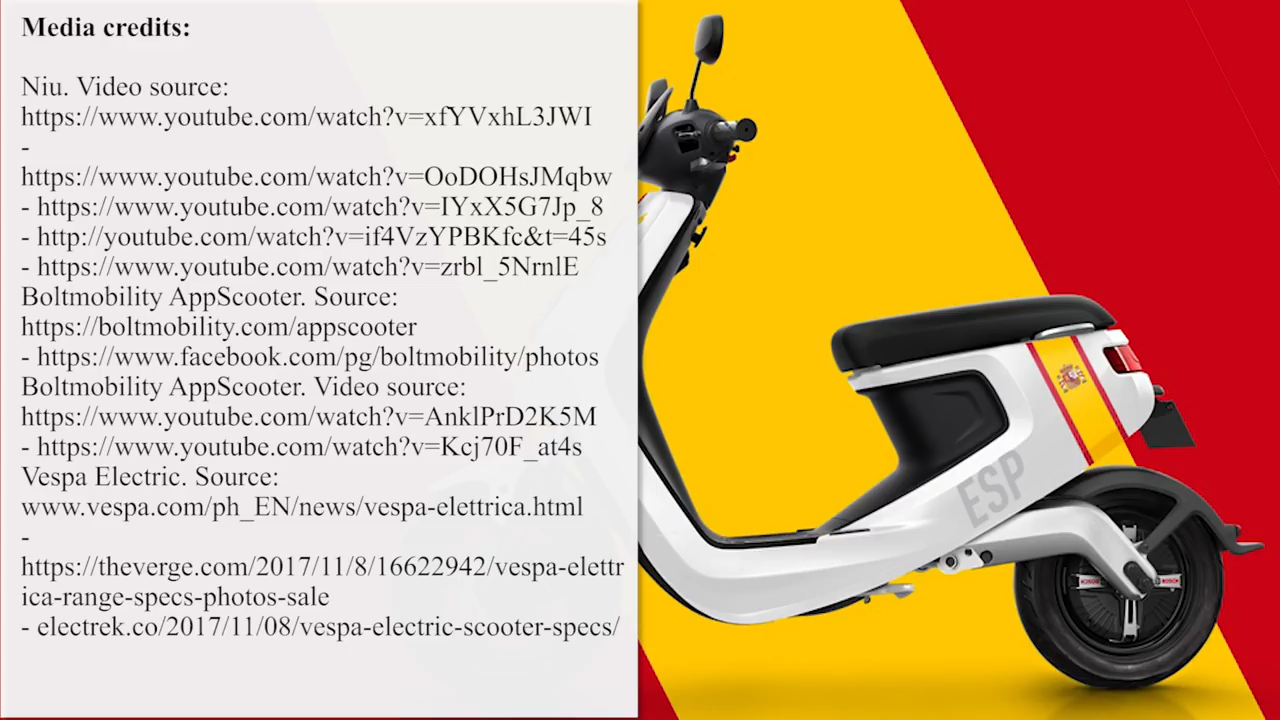 Media credits:
Niu. Video source:
https://www.youtube.com/watch?v=xfYVxhL3JWI
-
https://www.youtube.com/watch?v=OoDOHsJMqbw
- https://www.youtube.com/watch?v=IYxX5G7Jp_8
- http://youtube.com/watch?v=if4VzYPBKfc&t=45s
- https://www.youtube.com/watch?v=zrbl_5NrnlE
Boltmobility AppScooter. Source:
https://boltmobility.com/appscooter
- https://www.facebook.com/pg/boltmobility/photos
Boltmobility AppScooter. Video source:
https://www.youtube.com/watch?v=AnklPrD2K5M
- https://www.youtube.com/watch?v=Kcj70F_at4s
Vespa Electric. Source:
www.vespa.com/ph_EN/news/vespa-elettrica.html
-
https://theverge.com/2017/11/8/16622942/vespa-elettr
ica-range-specs-photos-sale
- electrek.co/2017/11/08/vespa-electric-scooter-specs/
ESP
BOSCH
BOSCH